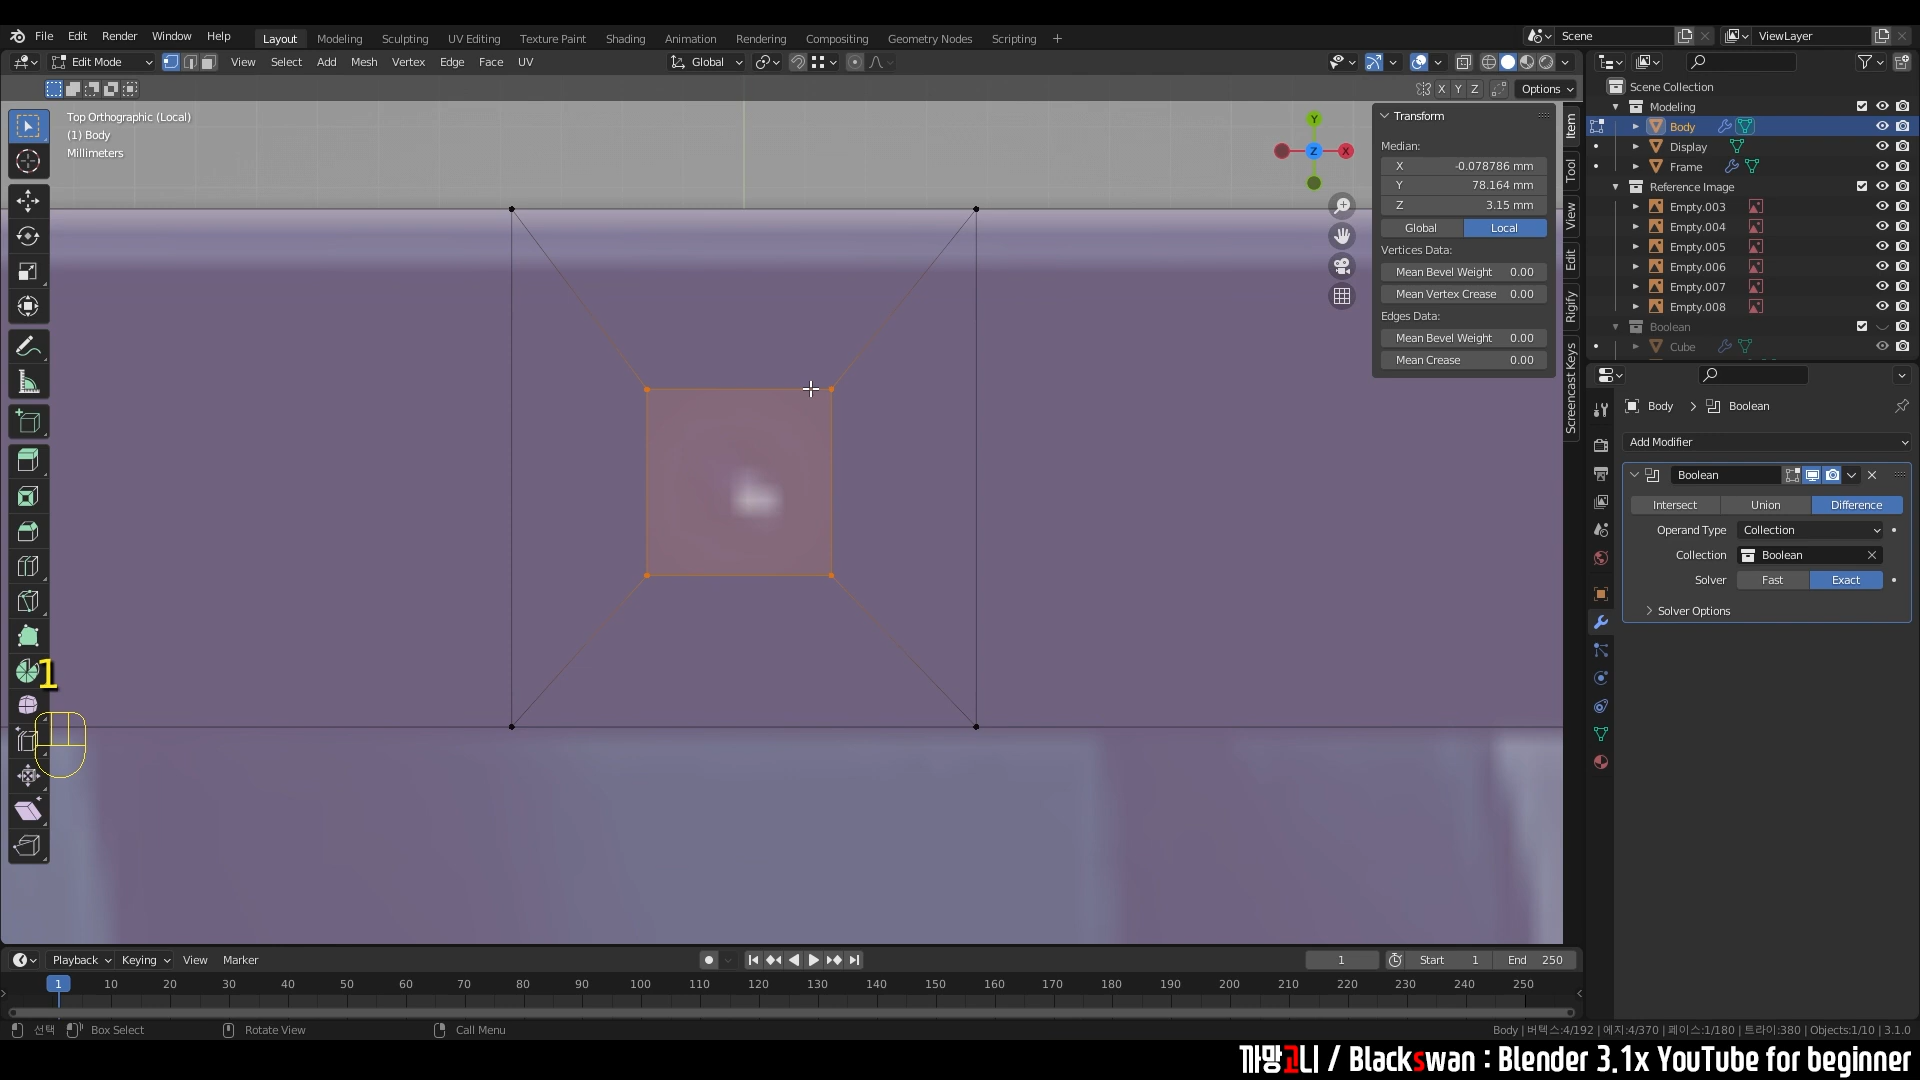 File Edit Render Window Help
Layout Modeling Sculpting UV Editing Texture Paint Shading Animation Rendering Compositing Geometry Nodes Scripting +
Scene
ViewLayer
Edit Mode
View Select Add Mesh Vertex Edge Face UV
Global
X Y Z
Options
Top Orthographic (Local)
(1) Body
Millimeters
Y
Z
X
Transform
Median:
X -0.078786 mm
Y 78.164 mm
Z 3.15 mm
Global Local
Vertices Data:
Mean Bevel Weight 0.00
Mean Vertex Crease 0.00
Edges Data:
Mean Bevel Weight 0.00
Mean Crease 0.00
Item
Tool
View
Edit
Rigify
Screencast Keys
Scene Collection
Modeling
Body
Display
Frame
Reference Image
Empty.003
Empty.004
Empty.005
Empty.006
Empty.007
Empty.008
Boolean
Cube
Body > Boolean
Add Modifier
Boolean
Intersect Union Difference
Operand Type Collection
Collection Boolean
Solver Fast Exact
Solver Options
1
Playback Keying View Marker
1
Start 1
End 250
1 10 20 30 40 50 60 70 80 90 100 110 120 130 140 150 160 170 180 190 200 210 220 230 240 250
선택 Box Select Rotate View Call Menu
Body | 버텍스:4/192 | 에지:4/370 | 페이스:1/180 | 트라이:380 | Objects:1/10 | 3.1.0
까망고니 / Blackswan : Blender 3.1x YouTube for beginner